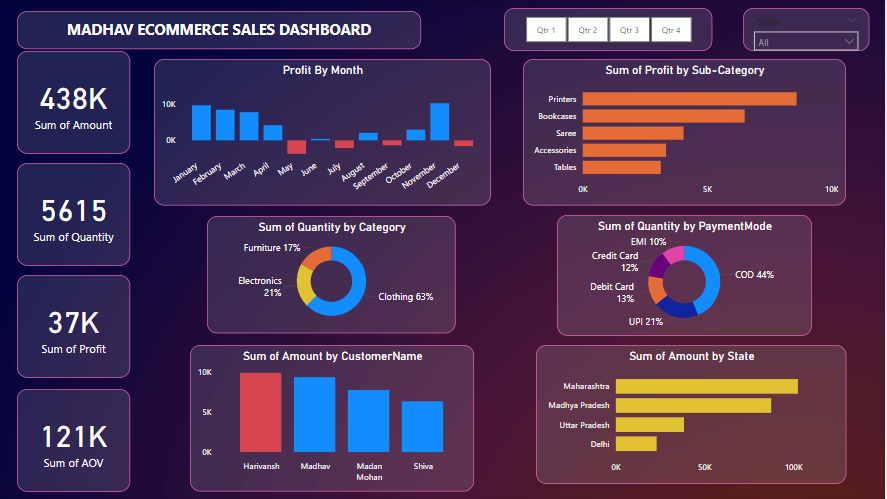 MADHAV ECOMMERCE SALES DASHBOARD
Qtr 1
Qtr 2
Qtr 3
Qtr 4
State
All
438K
Sum of Amount
5615
Sum of Quantity
37K
Sum of Profit
121K
Sum of AOV
Profit By Month
10K
0K
January
February
March
April
May
June
July
August
September
October
November
December
Sum of Profit by Sub-Category
Printers
Bookcases
Saree
Accessories
Tables
0K
5K
10K
Sum of Quantity by Category
Furniture 17%
Electronics
21%
Clothing 63%
Sum of Quantity by PaymentMode
EMI 10%
Credit Card
12%
Debit Card
13%
UPI 21%
COD 44%
Sum of Amount by CustomerName
10K
5K
0K
Harivansh
Madhav
Madan
Mohan
Shiva
Sum of Amount by State
Maharashtra
Madhya Pradesh
Uttar Pradesh
Delhi
0K
50K
100K